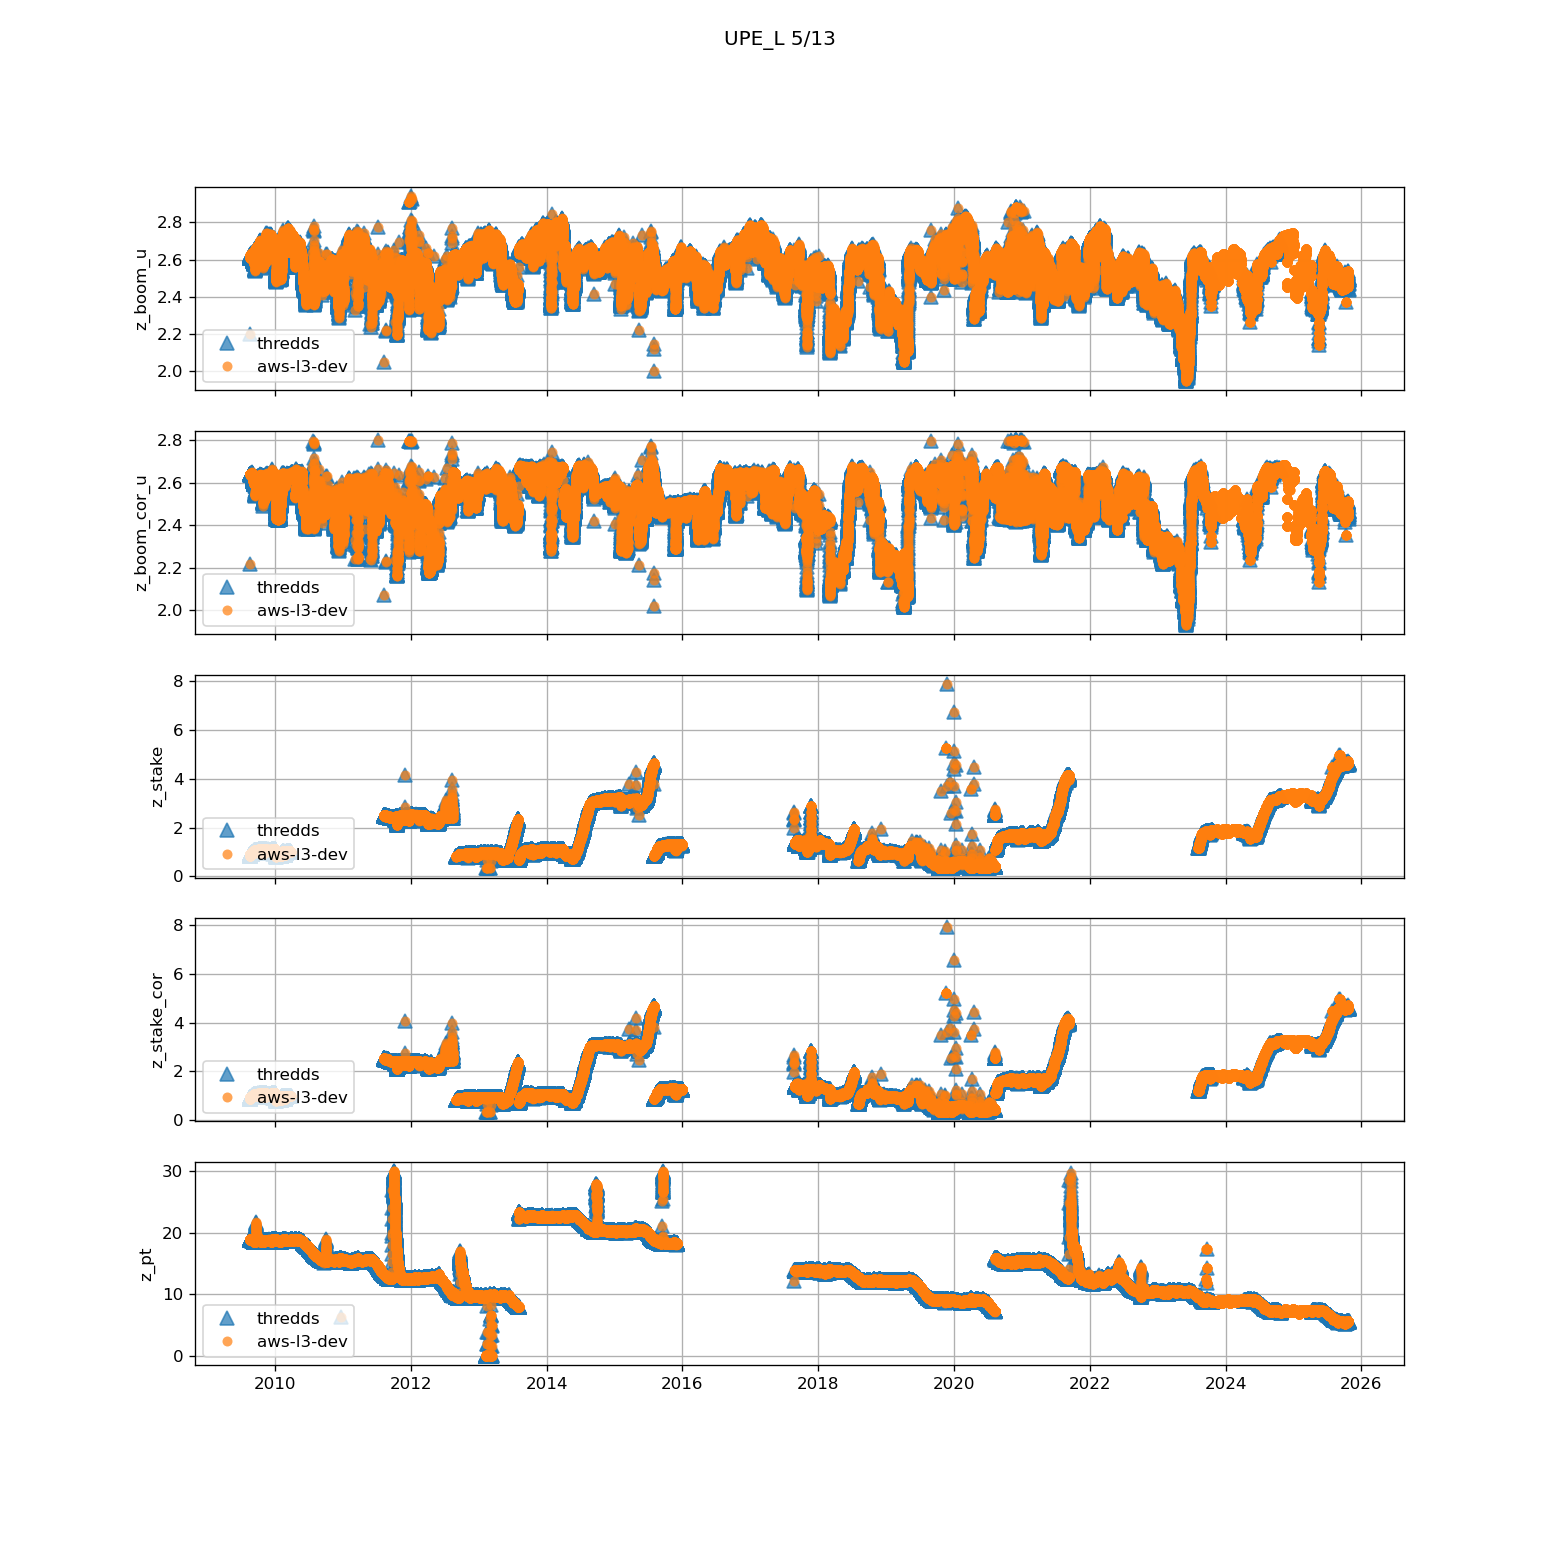 UPE_L 5/13
z_boom_u
2.8
2.6
2.4
2.2
2.0
thredds
aws-l3-dev
z_boom_cor_u
2.8
2.6
2.4
2.2
2.0
thredds
aws-l3-dev
z_stake
8
6
4
2
0
thredds
aws-l3-dev
z_stake_cor
8
6
4
2
0
thredds
aws-l3-dev
z_pt
30
20
10
0
thredds
aws-l3-dev
2010 2012 2014 2016 2018 2020 2022 2024 2026